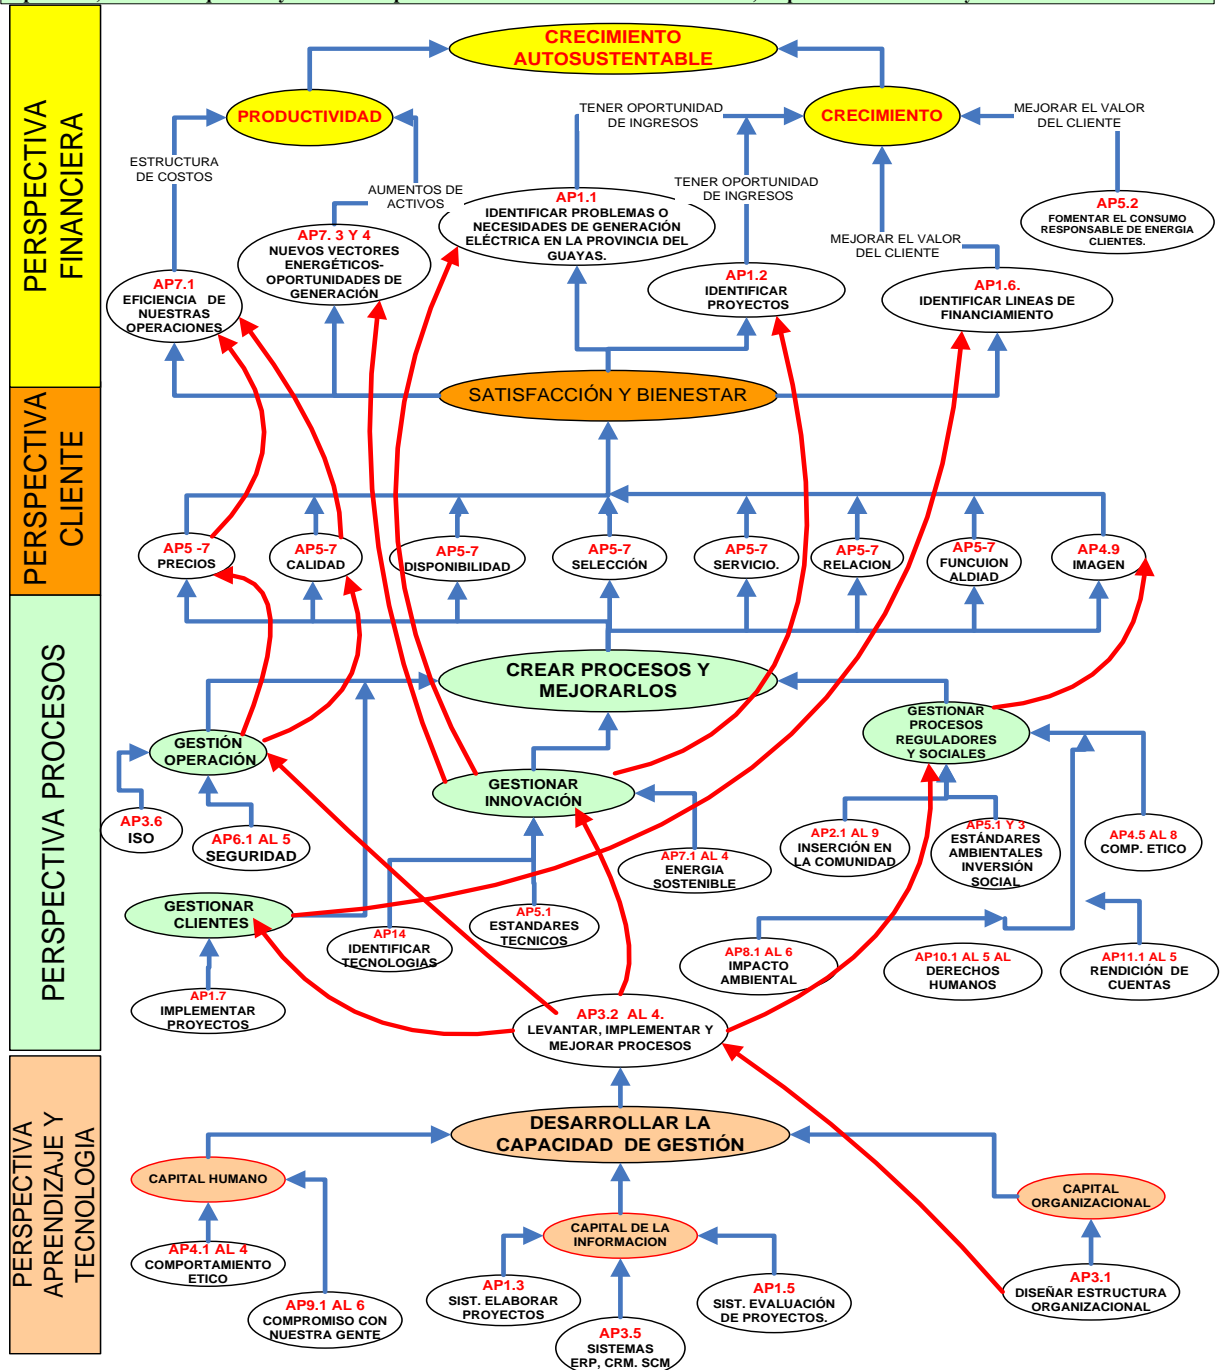 CRECIMIENTO
AUTOSUSTENTABLE
PRODUCTIVIDAD
TENER OPORTUNIDAD
DE INGRESOS
CRECIMIENTO
MEJORAR EL VALOR
DEL CLIENTE
PERSPECTIVA
FINANCIERA
ESTRUCTURA
DE COSTOS
AUMENTOS DE
ACTIVOS
AP1.1
IDENTIFICAR PROBLEMAS O
NECESIDADES DE GENERACIÓN
ELÉCTRICA EN LA PROVINCIA DEL
GUAYAS.
TENER OPORTUNIDAD
DE INGRESOS
AP5.2
FOMENTAR EL CONSUMO
RESPONSABLE DE ENERGIA
CLIENTES.
AP7. 3 Y 4
NUEVOS VECTORES
ENERGÉTICOS-
OPORTUNIDADES DE
GENERACIÓN
MEJORAR EL VALOR
DEL CLIENTE
AP7.1
EFICIENCIA DE
NUESTRAS
OPERACIONES
AP1.2
IDENTIFICAR
PROYECTOS
AP1.6.
IDENTIFICAR LINEAS DE
FINANCIAMIENTO
PERSPECTIVA
CLIENTE
SATISFACCIÓN Y BIENESTAR
AP5 -7
PRECIOS
AP5-7
CALIDAD
AP5-7
DISPONIBILIDAD
AP5-7
SELECCIÓN
AP5-7
SERVICIO.
AP5-7
RELACION
AP5-7
FUNCUION
ALDIAD
AP4.9
IMAGEN
PERSPECTIVA PROCESOS
CREAR PROCESOS Y
MEJORARLOS
GESTIÓN
OPERACIÓN
GESTIONAR
INNOVACIÓN
GESTIONAR
PROCESOS
REGULADORES
Y SOCIALES
AP3.6
ISO
AP6.1 AL 5
SEGURIDAD
AP7.1 AL 4
ENERGIA
SOSTENIBLE
AP2.1 AL 9
INSERCIÓN EN
LA COMUNIDAD
AP5.1 Y 3
ESTÁNDARES
AMBIENTALES
INVERSIÓN
SOCIAL
AP4.5 AL 8
COMP. ETICO
GESTIONAR
CLIENTES
AP14
IDENTIFICAR
TECNOLOGIAS
AP5.1
ESTANDARES
TECNICOS
AP8.1 AL 6
IMPACTO
AMBIENTAL
AP10.1 AL 5 AL
DERECHOS
HUMANOS
AP11.1 AL 5
RENDICIÓN DE
CUENTAS
AP1.7
IMPLEMENTAR
PROYECTOS
AP3.2 AL 4.
LEVANTAR, IMPLEMENTAR Y
MEJORAR PROCESOS
PERSPECTIVA
APRENDIZAJE Y
TECNOLOGIA
DESARROLLAR LA
CAPACIDAD DE GESTIÓN
CAPITAL HUMANO
CAPITAL DE LA
INFORMACION
CAPITAL
ORGANIZACIONAL
AP4.1 AL 4
COMPORTAMIENTO
ETICO
AP9.1 AL 6
COMPROMISO CON
NUESTRA GENTE
AP1.3
SIST. ELABORAR
PROYECTOS
AP3.5
SISTEMAS
ERP, CRM. SCM
AP1.5
SIST. EVALUACIÓN
DE PROYECTOS.
AP3.1
DISEÑAR ESTRUCTURA
ORGANIZACIONAL